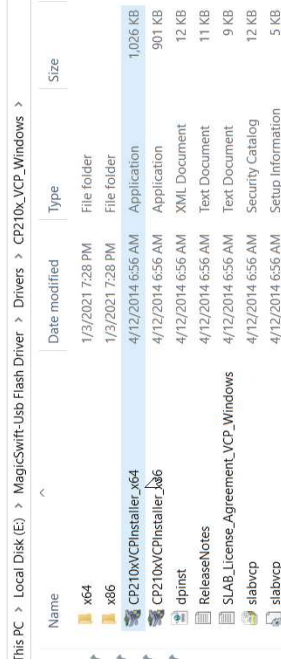 This PC > Local Disk (E:) > MagicSwift-Usb Flash Driver > Drivers > CP210x_VCP_Windows >
Name Date modified Type Size
x64 1/3/2021 7:28 PM File folder
x86 1/3/2021 7:28 PM File folder
CP210xVCPInstaller_x64 4/12/2014 6:56 AM Application 1,026 KB
CP210xVCPInstaller_x86 4/12/2014 6:56 AM Application 901 KB
dpinst 4/12/2014 6:56 AM XML Document 12 KB
ReleaseNotes 4/12/2014 6:56 AM Text Document 11 KB
SLAB_License_Agreement_VCP_Windows 4/12/2014 6:56 AM Text Document 9 KB
slabvcp 4/12/2014 6:56 AM Security Catalog 12 KB
slabvcp 4/12/2014 6:56 AM Setup Information 5 KB